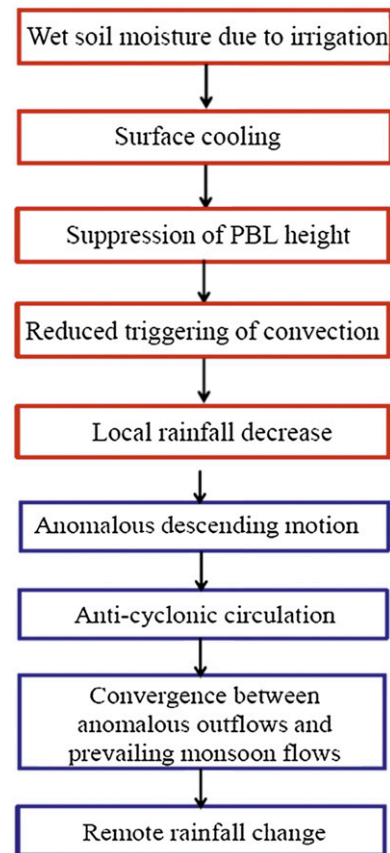 Wet soil moisture due to irrigation
Surface cooling
Suppression of PBL height
Reduced triggering of convection
Local rainfall decrease
Anomalous descending motion
Anti-cyclonic circulation
Convergence between
anomalous outflows and
prevailing monsoon flows
Remote rainfall change